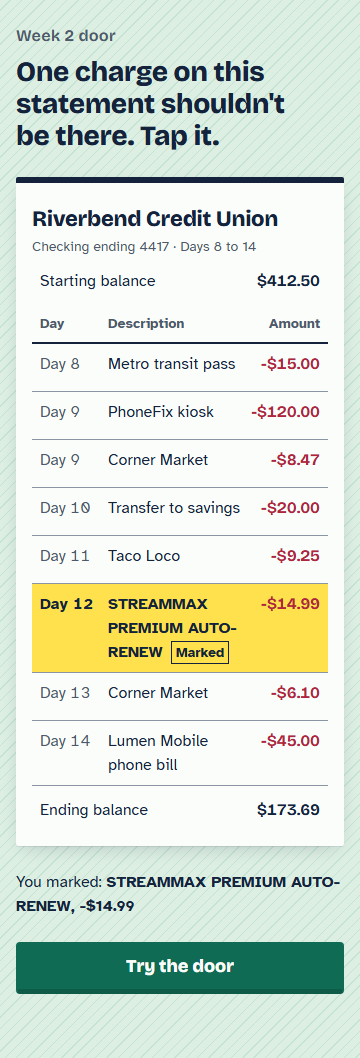 Week 2 door
One charge on this
statement shouldn't
be there. Tap it.
Riverbend Credit Union
Checking ending 4417 · Days 8 to 14
Starting balance $412.50
Day Description Amount
Day 8 Metro transit pass -$15.00
Day 9 PhoneFix kiosk -$120.00
Day 9 Corner Market -$8.47
Day 10 Transfer to savings -$20.00
Day 11 Taco Loco -$9.25
Day 12 STREAMMAX -$14.99
PREMIUM AUTO-
RENEW Marked
Day 13 Corner Market -$6.10
Day 14 Lumen Mobile -$45.00
phone bill
Ending balance $173.69
You marked: STREAMMAX PREMIUM AUTO-
RENEW, -$14.99
Try the door